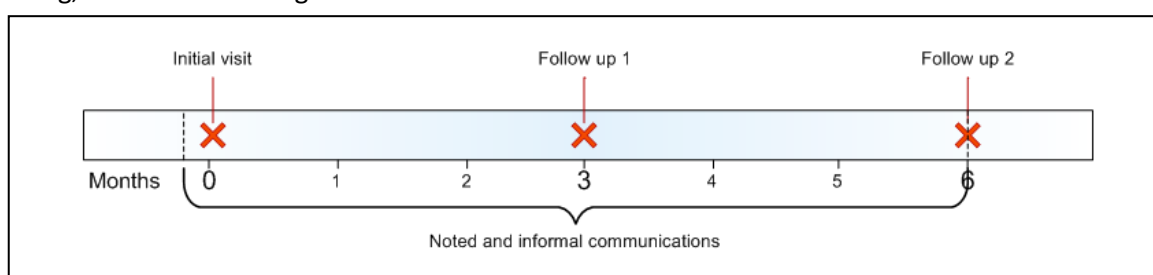 Initial visit Follow up 1 Follow up 2
Months 0 1 2 3 4 5 6
Noted and informal communications